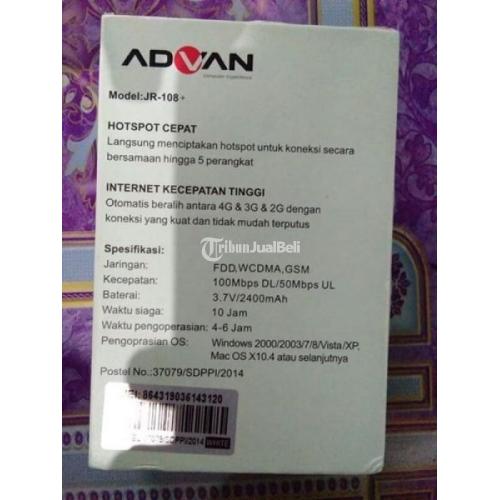 ADVAN
computer experience
Model:JR-108+
HOTSPOT CEPAT
Langsung menciptakan hotspot untuk koneksi secara
bersamaan hingga 5 perangkat
INTERNET KECEPATAN TINGGI
Otomatis beralih antara 4G & 3G & 2G dengan
koneksi yang kuat dan tidak mudah terputus
TribunJualBeli
Spesifikasi:
Jaringan: FDD,WCDMA,GSM
Kecepatan: 100Mbps DL/50Mbps UL
Baterai: 3.7V/2400mAh
Waktu siaga: 10 Jam
Waktu pengoperasian: 4-6 Jam
Pengoprasian OS: Windows 2000/2003/7/8/Vista/XP,
Mac OS X10.4 atau selanjutnya
Postel No.:37079/SDPPI/2014
864319036143120
/SDPPI/2014 WHITE